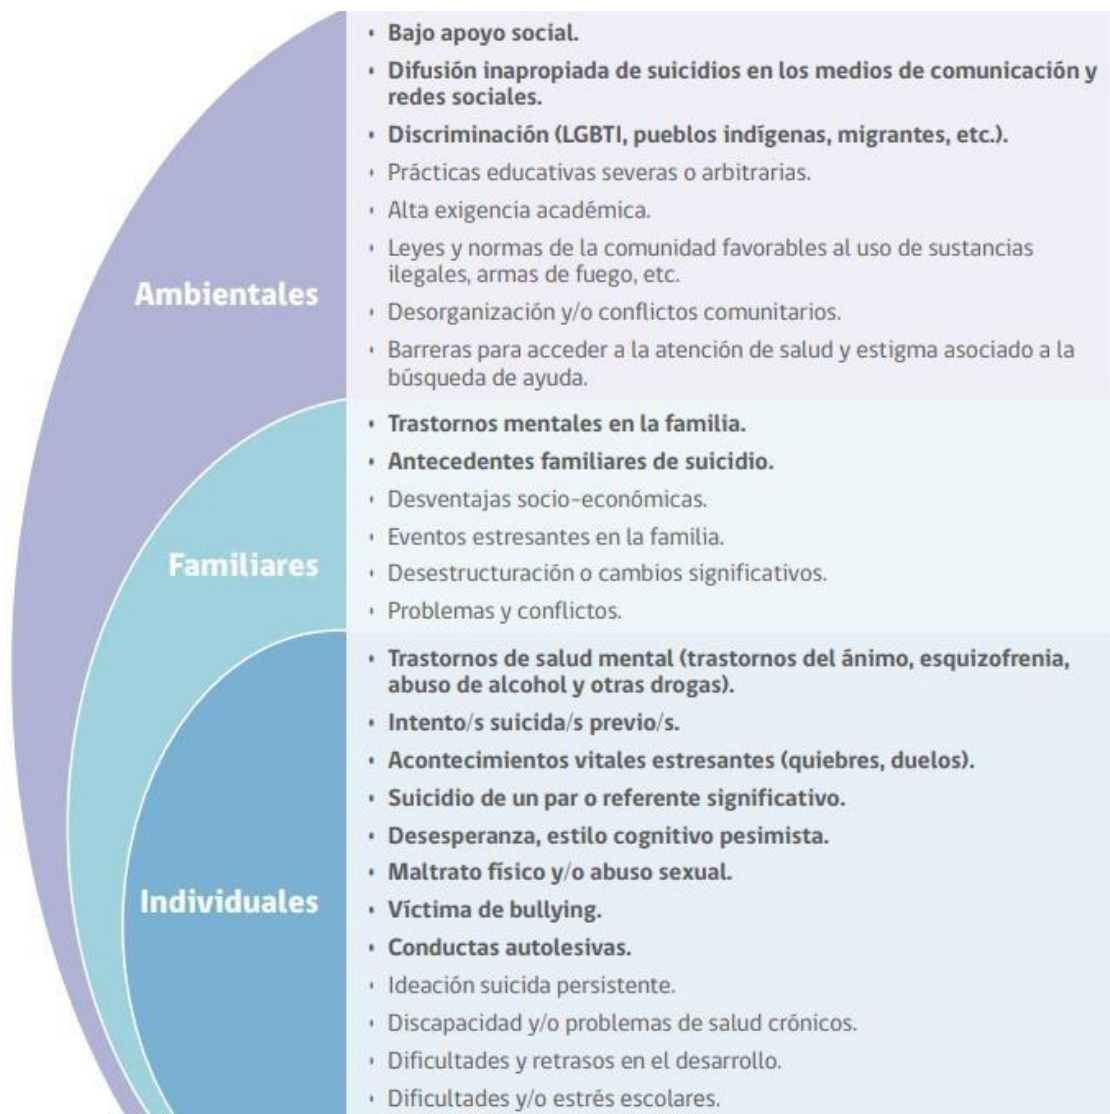 Ambientales
• Bajo apoyo social.
• Difusión inapropiada de suicidios en los medios de comunicación y
redes sociales.
• Discriminación (LGBTI, pueblos indígenas, migrantes, etc.).
• Prácticas educativas severas o arbitrarias.
• Alta exigencia académica.
• Leyes y normas de la comunidad favorables al uso de sustancias
ilegales, armas de fuego, etc.
• Desorganización y/o conflictos comunitarios.
• Barreras para acceder a la atención de salud y estigma asociado a la
búsqueda de ayuda.
Familiares
• Trastornos mentales en la familia.
• Antecedentes familiares de suicidio.
• Desventajas socio-económicas.
• Eventos estresantes en la familia.
• Desestructuración o cambios significativos.
• Problemas y conflictos.
Individuales
• Trastornos de salud mental (trastornos del ánimo, esquizofrenia,
abuso de alcohol y otras drogas).
• Intento/s suicida/s previo/s.
• Acontecimientos vitales estresantes (quiebres, duelos).
• Suicidio de un par o referente significativo.
• Desesperanza, estilo cognitivo pesimista.
• Maltrato físico y/o abuso sexual.
• Víctima de bullying.
• Conductas autolesivas.
• Ideación suicida persistente.
• Discapacidad y/o problemas de salud crónicos.
• Dificultades y retrasos en el desarrollo.
• Dificultades y/o estrés escolares.